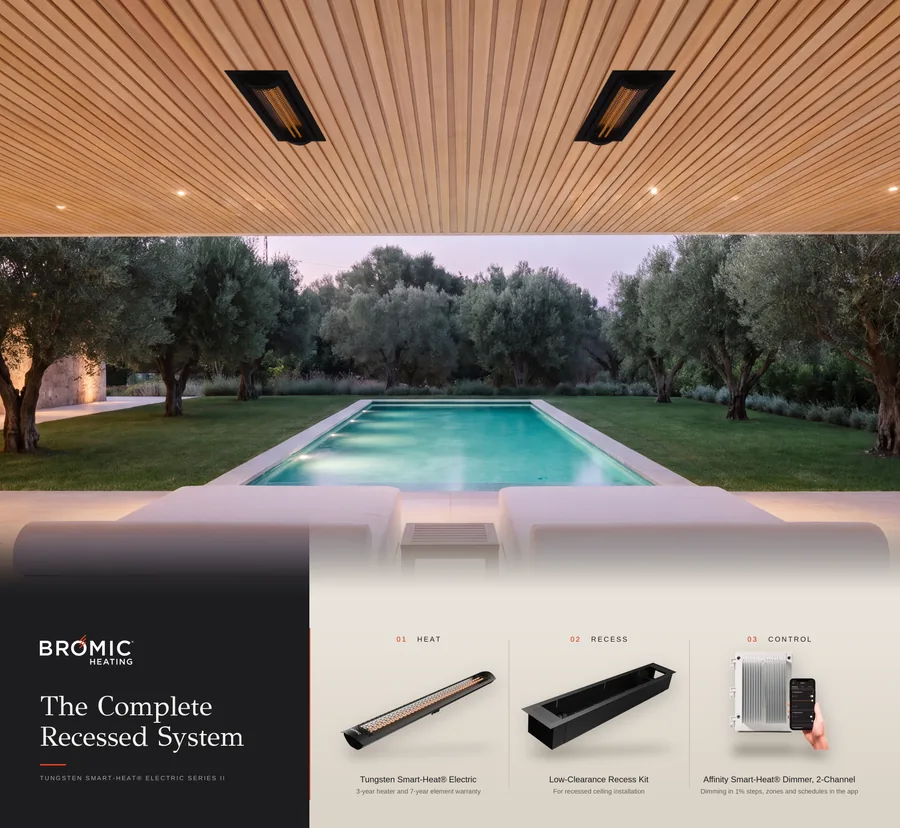 BROMIC
HEATING
The Complete
Recessed System
TUNGSTEN SMART-HEAT® ELECTRIC SERIES II
01 HEAT
Tungsten Smart-Heat® Electric
3-year heater and 7-year element warranty
02 RECESS
Low-Clearance Recess Kit
For recessed ceiling installation
03 CONTROL
Affinity Smart-Heat® Dimmer, 2-Channel
Dimming in 1% steps, zones and schedules in the app